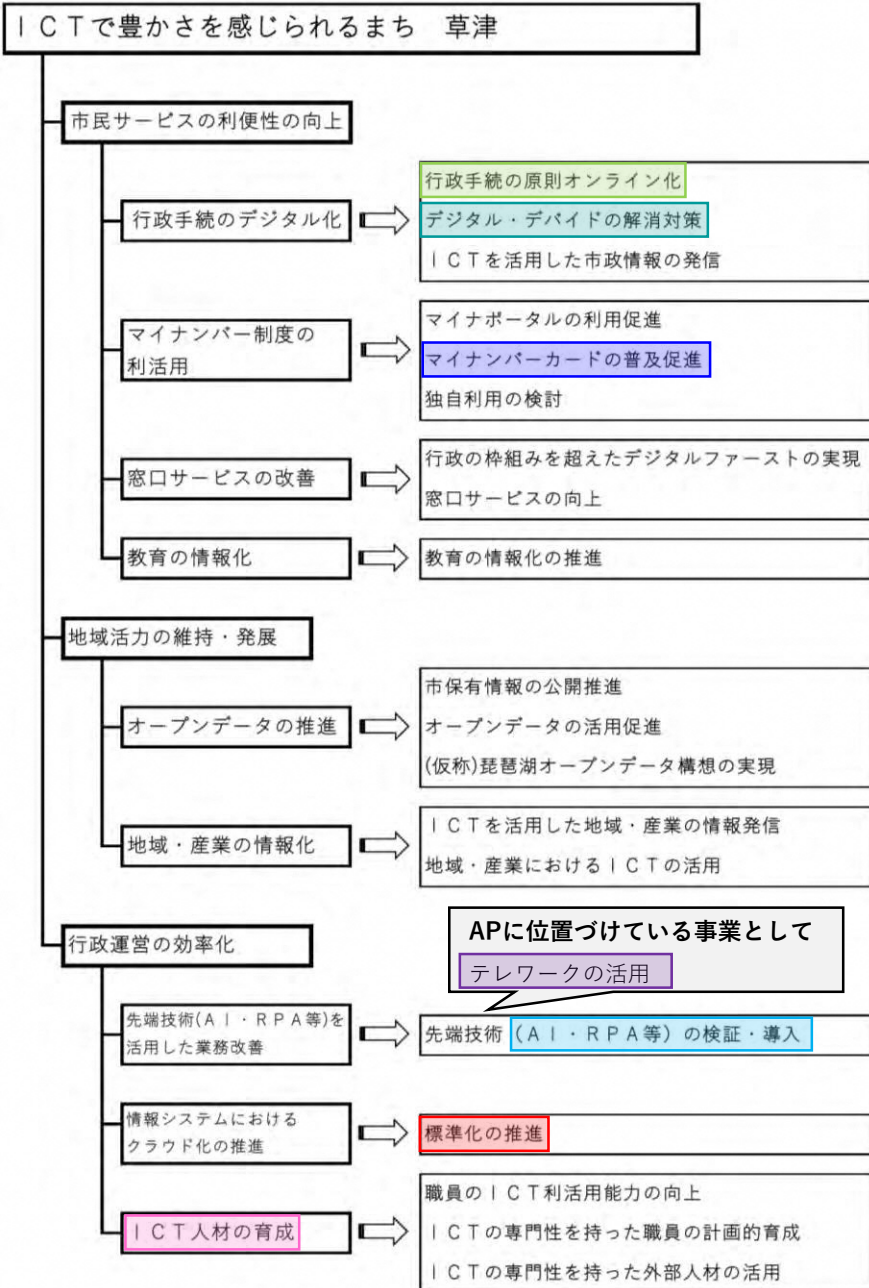 ICTで豊かさを感じられるまち 草津
市民サービスの利便性の向上
行政手続のデジタル化
行政手続の原則オンライン化
デジタル・デバイドの解消対策
ICTを活用した市政情報の発信
マイナンバー制度の
利活用
マイナポータルの利用促進
マイナンバーカードの普及促進
独自利用の検討
窓口サービスの改善
行政の枠組みを超えたデジタルファーストの実現
窓口サービスの向上
教育の情報化
教育の情報化の推進
地域活力の維持・発展
オープンデータの推進
市保有情報の公開推進
オープンデータの活用促進
(仮称)琵琶湖オープンデータ構想の実現
地域・産業の情報化
ICTを活用した地域・産業の情報発信
地域・産業におけるICTの活用
行政運営の効率化
APに位置づけている事業として
テレワークの活用
先端技術(AI・RPA等)を
活用した業務改善
先端技術(AI・RPA等)の検証・導入
情報システムにおける
クラウド化の推進
標準化の推進
ICT人材の育成
職員のICT利活用能力の向上
ICTの専門性を持った職員の計画的育成
ICTの専門性を持った外部人材の活用